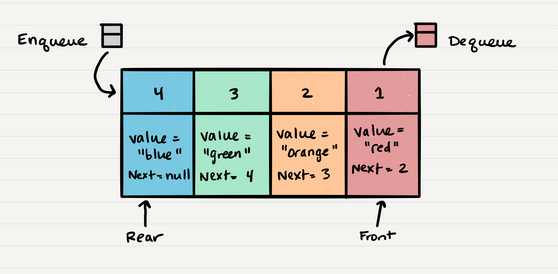 Enqueue
Dequeue
4 3 2 1
value = "blue" Next=null
value = "green" Next= 4
value = "Orange" Next= 3
value = "red" Next= 2
Rear
Front